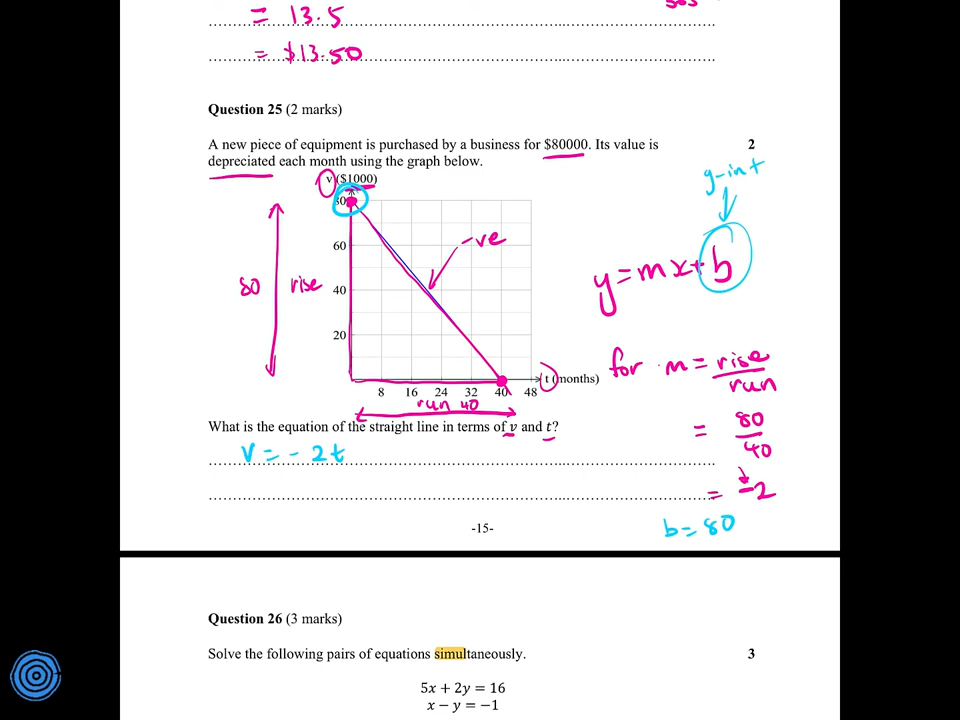 = 13.5
= $13.50
Question 25 (2 marks)
A new piece of equipment is purchased by a business for $80000. Its value is 2
depreciated each month using the graph below.
y-int
v ($1000)
80
60
40
20
-ve
80 rise
y = mx + b
8 16 24 32 40 48
t (months)
run 40
for m = rise/run
= 80/40
= -2
b = 80
What is the equation of the straight line in terms of v and t?
V = - 2t
-15-
Question 26 (3 marks)
Solve the following pairs of equations simultaneously. 3
5x + 2y = 16
x − y = −1